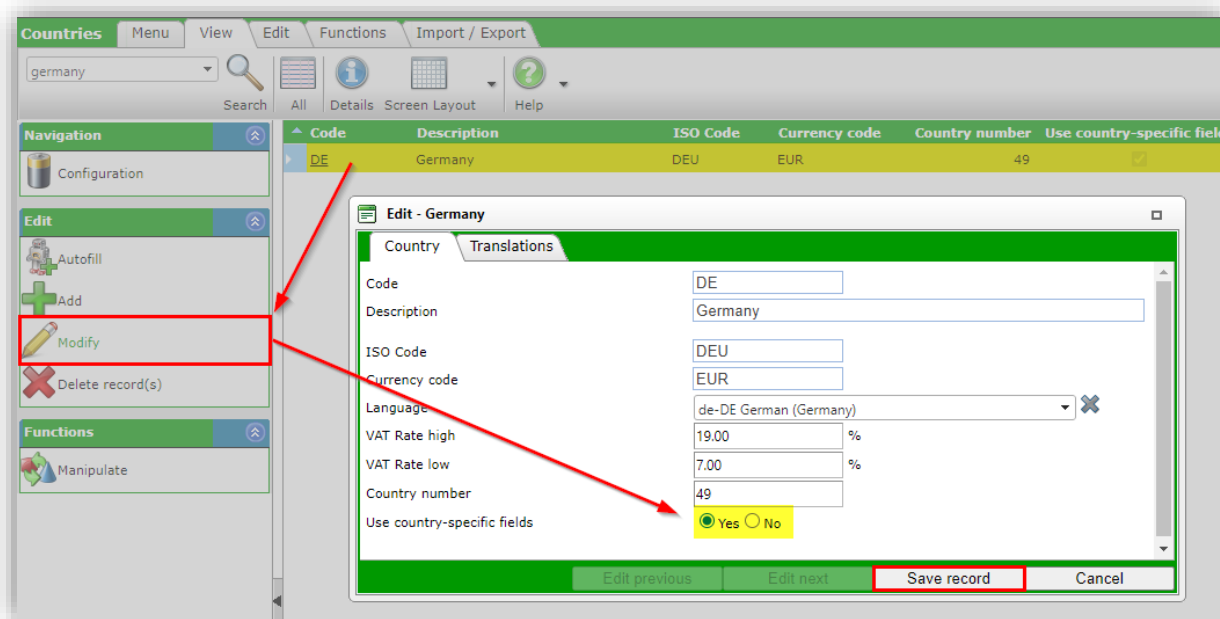 Countries Menu View Edit Functions Import / Export
germany
Search All Details Screen Layout Help
Navigation
Configuration
Edit
Autofill
Add
Modify
Delete record(s)
Functions
Manipulate
Code Description ISO Code Currency code Country number Use country-specific fiel
DE Germany DEU EUR 49
Edit - Germany
Country Translations
Code DE
Description Germany
ISO Code DEU
Currency code EUR
Language de-DE German (Germany)
VAT Rate high 19.00 %
VAT Rate low 7.00 %
Country number 49
Use country-specific fields Yes No
Edit previous Edit next Save record Cancel